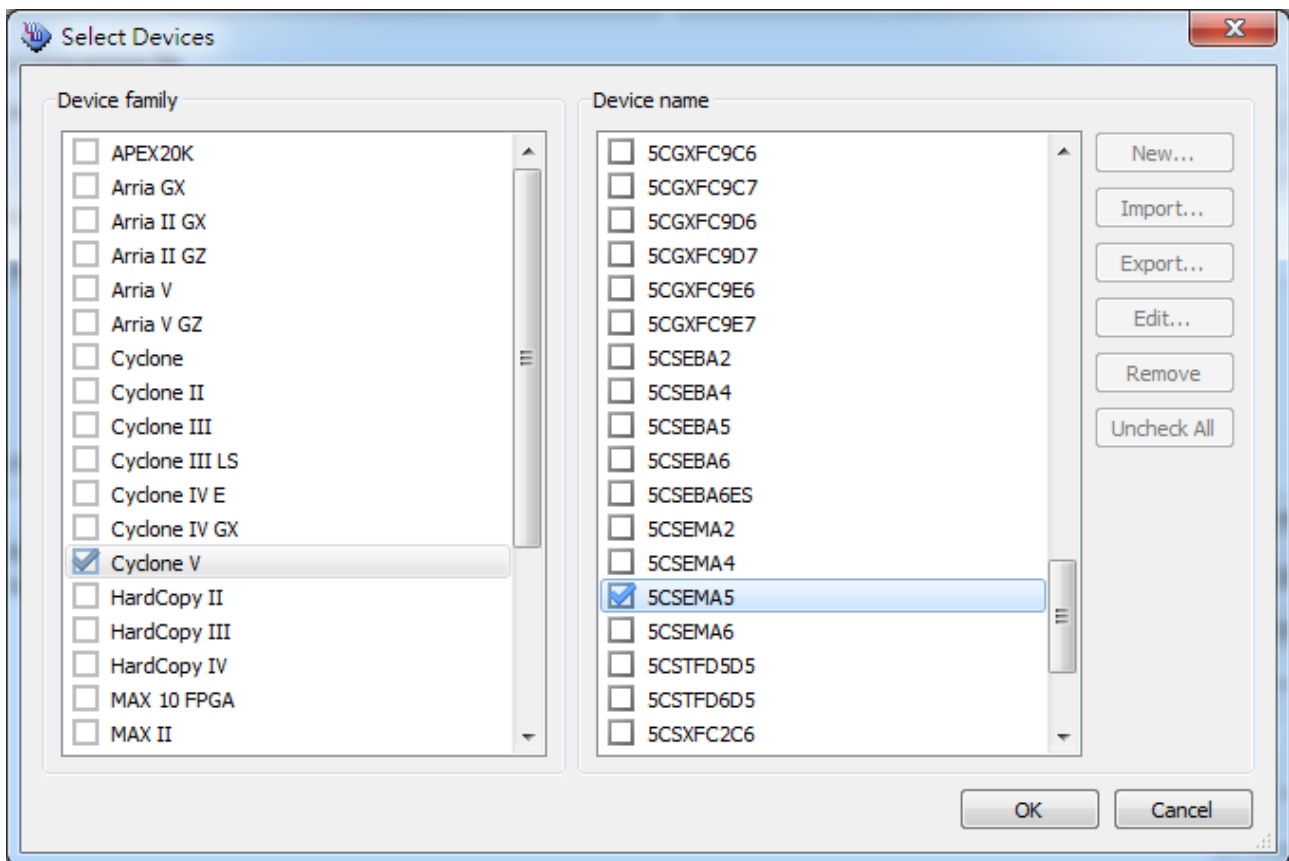 Select Devices
Device family
APEX20K
Arria GX
Arria II GX
Arria II GZ
Arria V
Arria V GZ
Cyclone
Cyclone II
Cyclone III
Cyclone III LS
Cyclone IV E
Cyclone IV GX
Cyclone V
HardCopy II
HardCopy III
HardCopy IV
MAX 10 FPGA
MAX II
Device name
5CGXFC9C6
5CGXFC9C7
5CGXFC9D6
5CGXFC9D7
5CGXFC9E6
5CGXFC9E7
5CSEBA2
5CSEBA4
5CSEBA5
5CSEBA6
5CSEBA6ES
5CSEMA2
5CSEMA4
5CSEMA5
5CSEMA6
5CSTFD5D5
5CSTFD6D5
5CSXFC2C6
New...
Import...
Export...
Edit...
Remove
Uncheck All
OK
Cancel